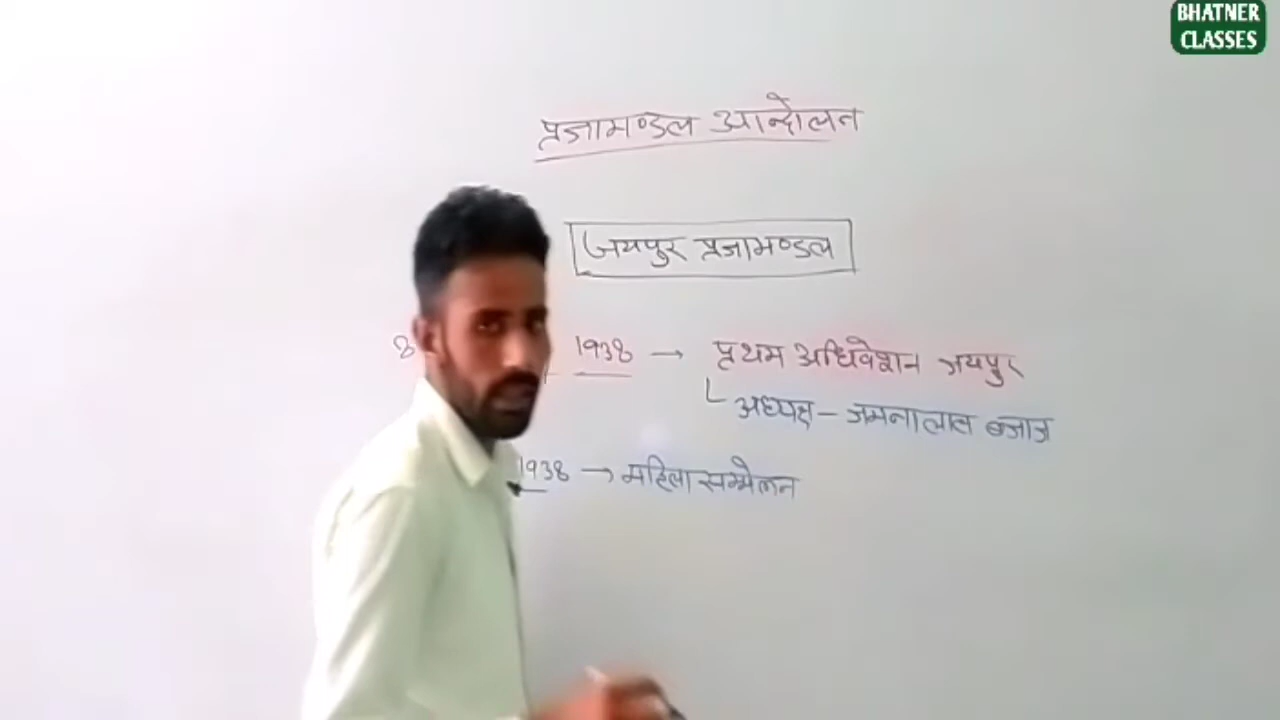 BHATNER
CLASSES
प्रजामण्डल आन्दोलन
जयपुर प्रजामण्डल
8 1938 → प्रथम अधिवेशन जयपुर
अध्यक्ष - जमनालाल बजाज
1938 → महिला सम्मेलन